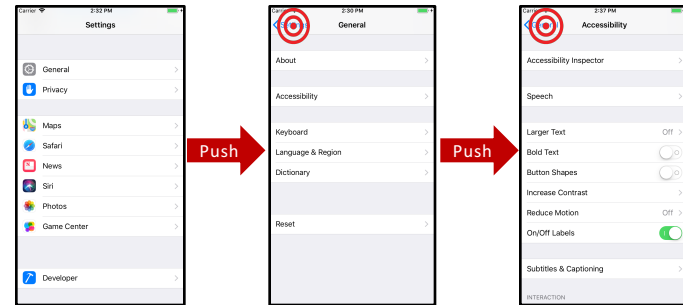 Carrier 2:32 PM
Settings
General
Privacy
Maps
Safari
News
Siri
Photos
Game Center
Developer
Push
2:30 PM
General
About
Accessibility
Keyboard
Language & Region
Dictionary
Reset
Push
2:37 PM
Accessibility
Accessibility Inspector
Speech
Larger Text Off
Bold Text
Button Shapes
Increase Contrast
Reduce Motion Off
On/Off Labels
Subtitles & Captioning
INTERACTION